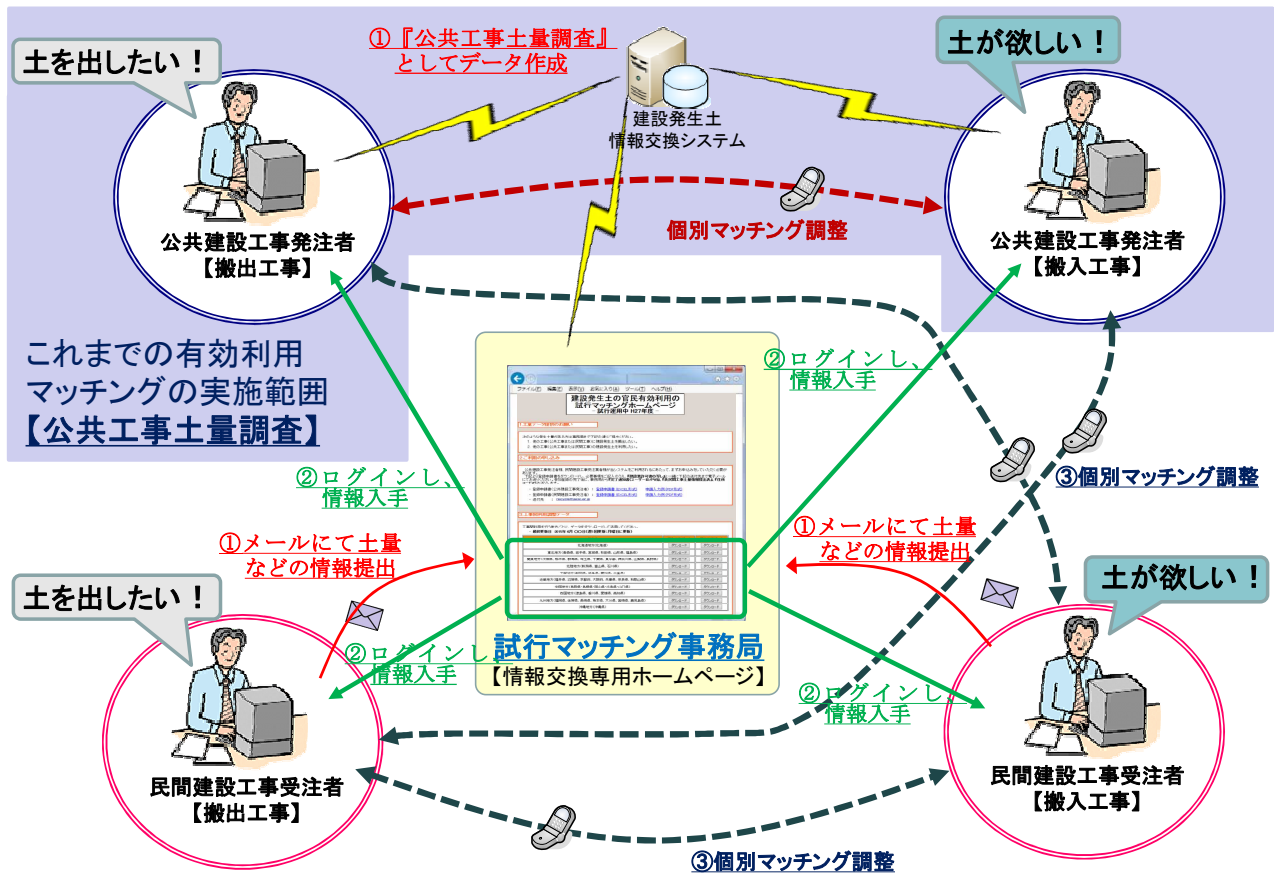 ①『公共工事土量調査』
としてデータ作成
土を出したい！
土が欲しい！
建設発生土
情報交換システム
個別マッチング調整
公共建設工事発注者
【搬出工事】
公共建設工事発注者
【搬入工事】
これまでの有効利用
マッチングの実施範囲
【公共工事土量調査】
②ログインし、
情報入手
②ログインし、
情報入手
建設発生土の官民有効利用の
試行マッチングホームページ
試行運用中 H27年度
③個別マッチング調整
①メールにて土量
などの情報提出
①メールにて土量
などの情報提出
土を出したい！
土が欲しい！
試行マッチング事務局
【情報交換専用ホームページ】
②ログインし、
情報入手
②ログインし、
情報入手
民間建設工事受注者
【搬出工事】
民間建設工事受注者
【搬入工事】
③個別マッチング調整